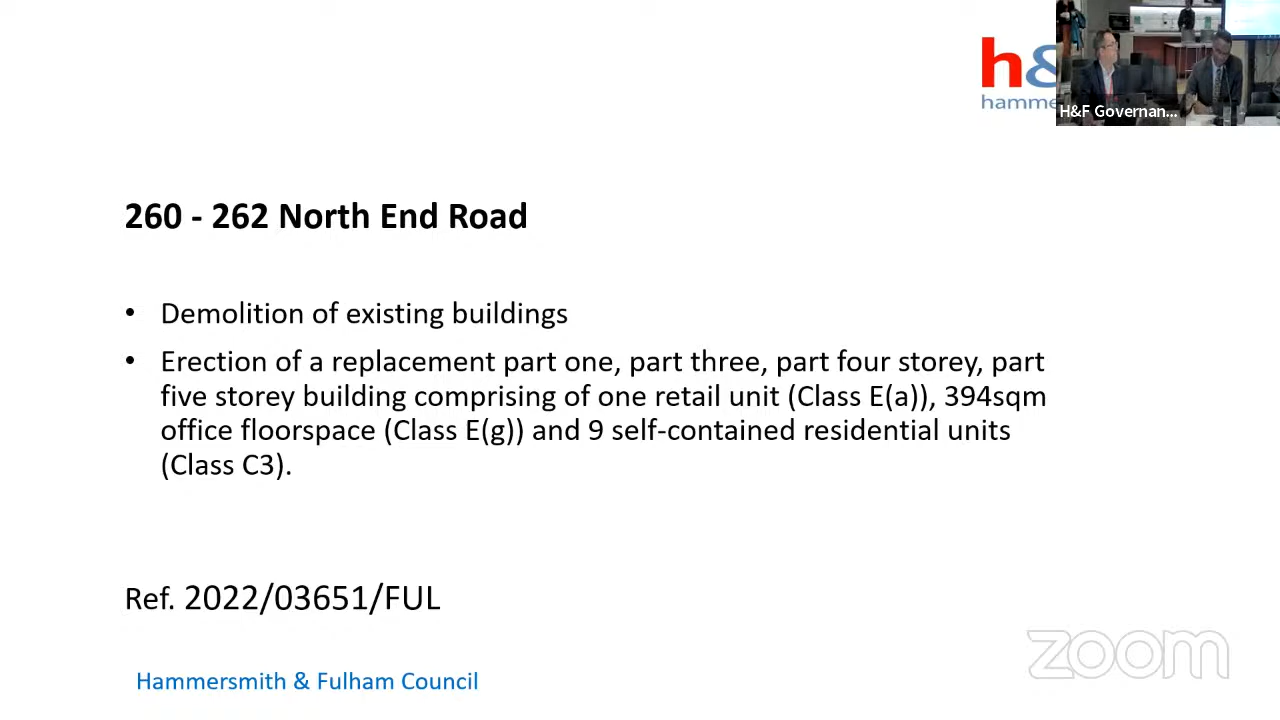 h&
hamme
H&F Governan...
260 - 262 North End Road
• Demolition of existing buildings
• Erection of a replacement part one, part three, part four storey, part
five storey building comprising of one retail unit (Class E(a)), 394sqm
office floorspace (Class E(g)) and 9 self-contained residential units
(Class C3).
Ref. 2022/03651/FUL
zoom
Hammersmith & Fulham Council